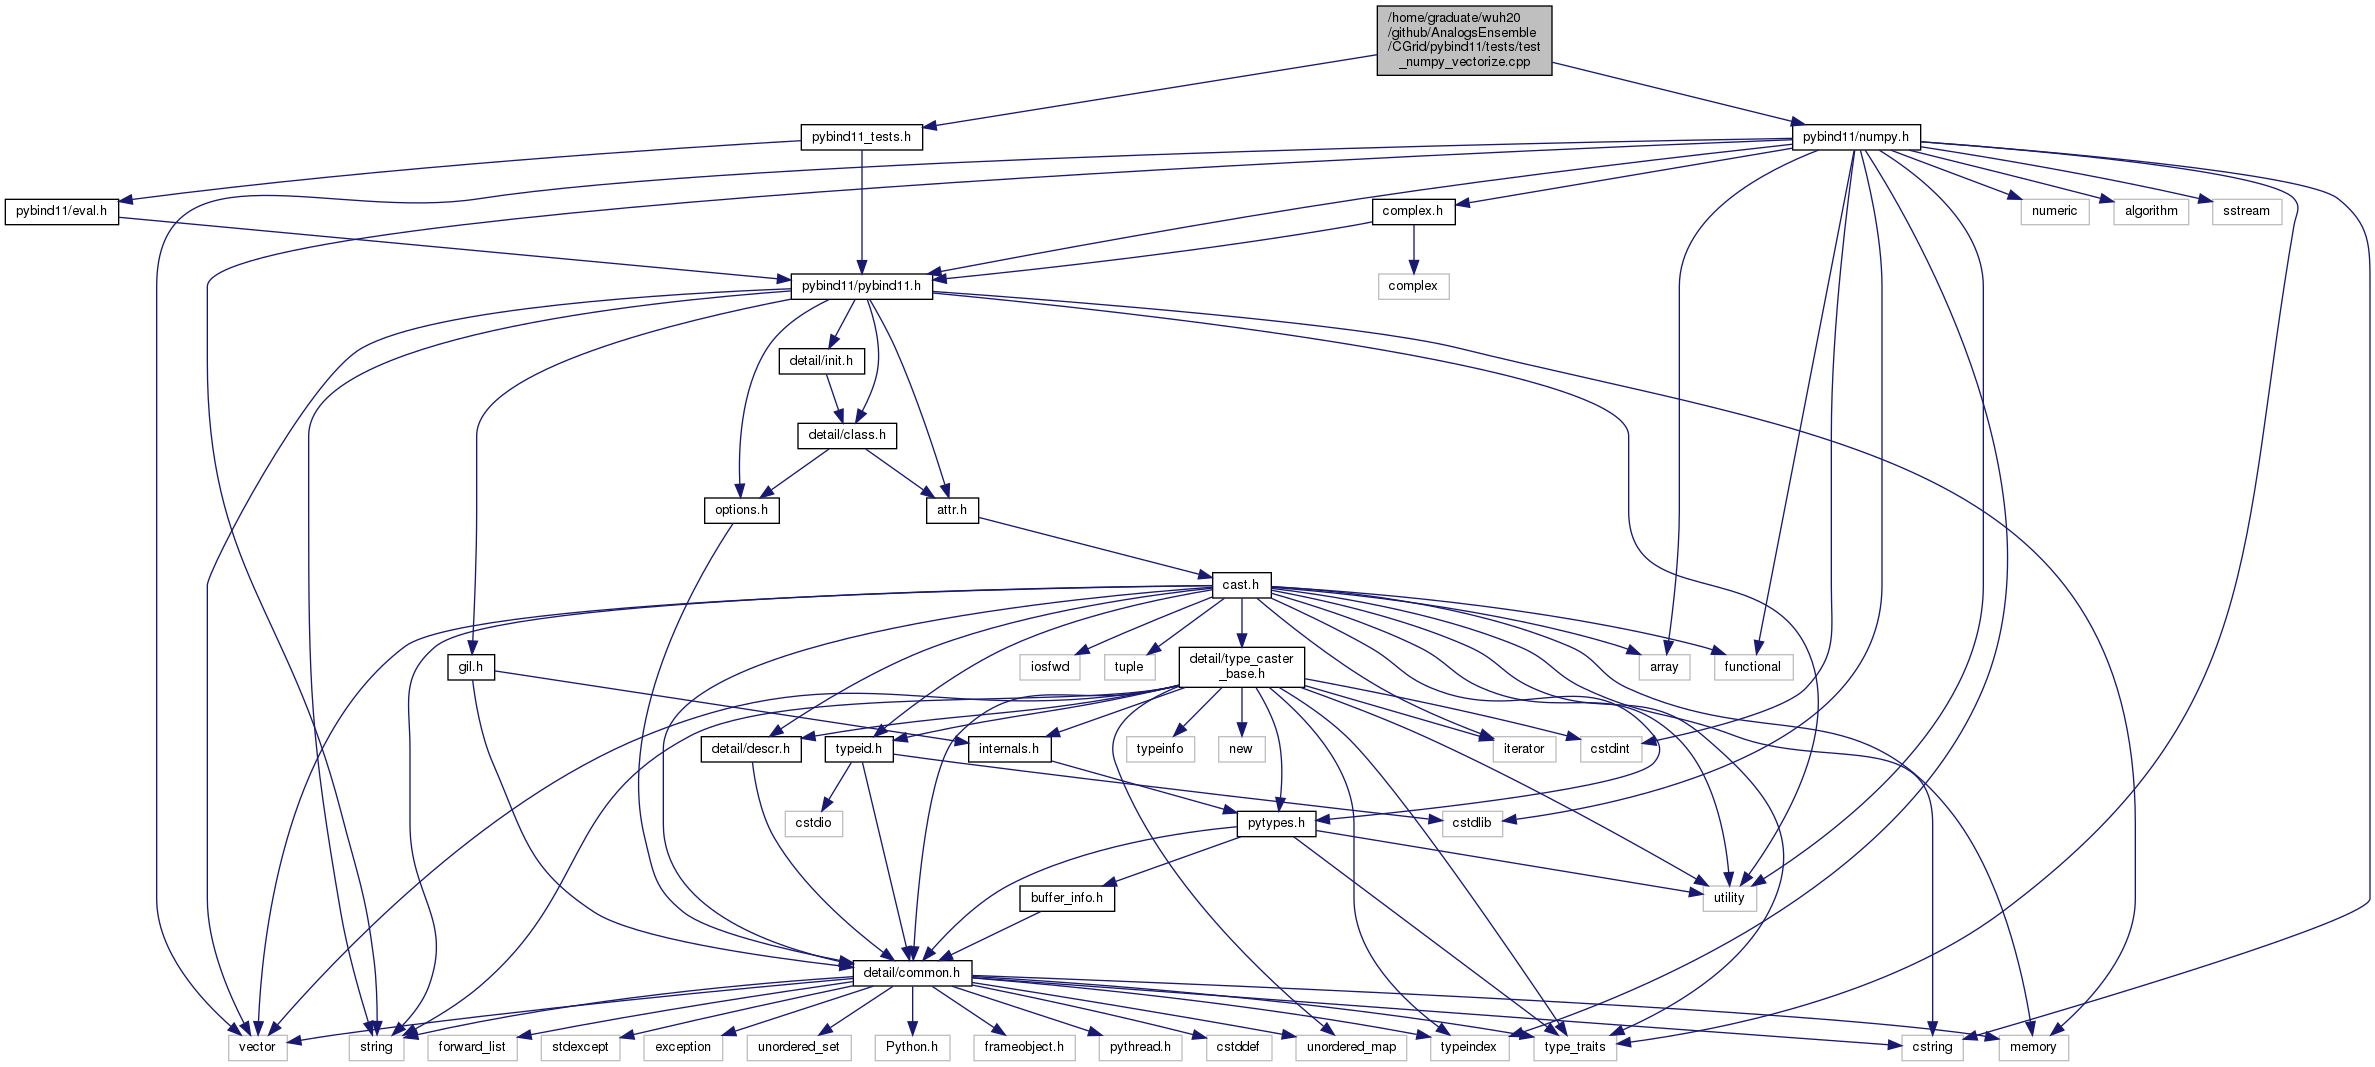 /home/graduate/wuh20
/github/AnalogsEnsemble
/CGrid/pybind11/tests/test
_numpy_vectorize.cpp
pybind11_tests.h
pybind11/numpy.h
pybind11/eval.h
complex.h
numeric
algorithm
sstream
pybind11/pybind11.h
complex
detail/init.h
detail/class.h
options.h
attr.h
cast.h
gil.h
iosfwd
tuple
detail/type_caster
_base.h
array
functional
detail/descr.h
typeid.h
internals.h
typeinfo
new
iterator
cstdint
cstdio
pytypes.h
cstdlib
buffer_info.h
utility
detail/common.h
vector
string
forward_list
stdexcept
exception
unordered_set
Python.h
frameobject.h
pythread.h
cstddef
unordered_map
typeindex
type_traits
cstring
memory